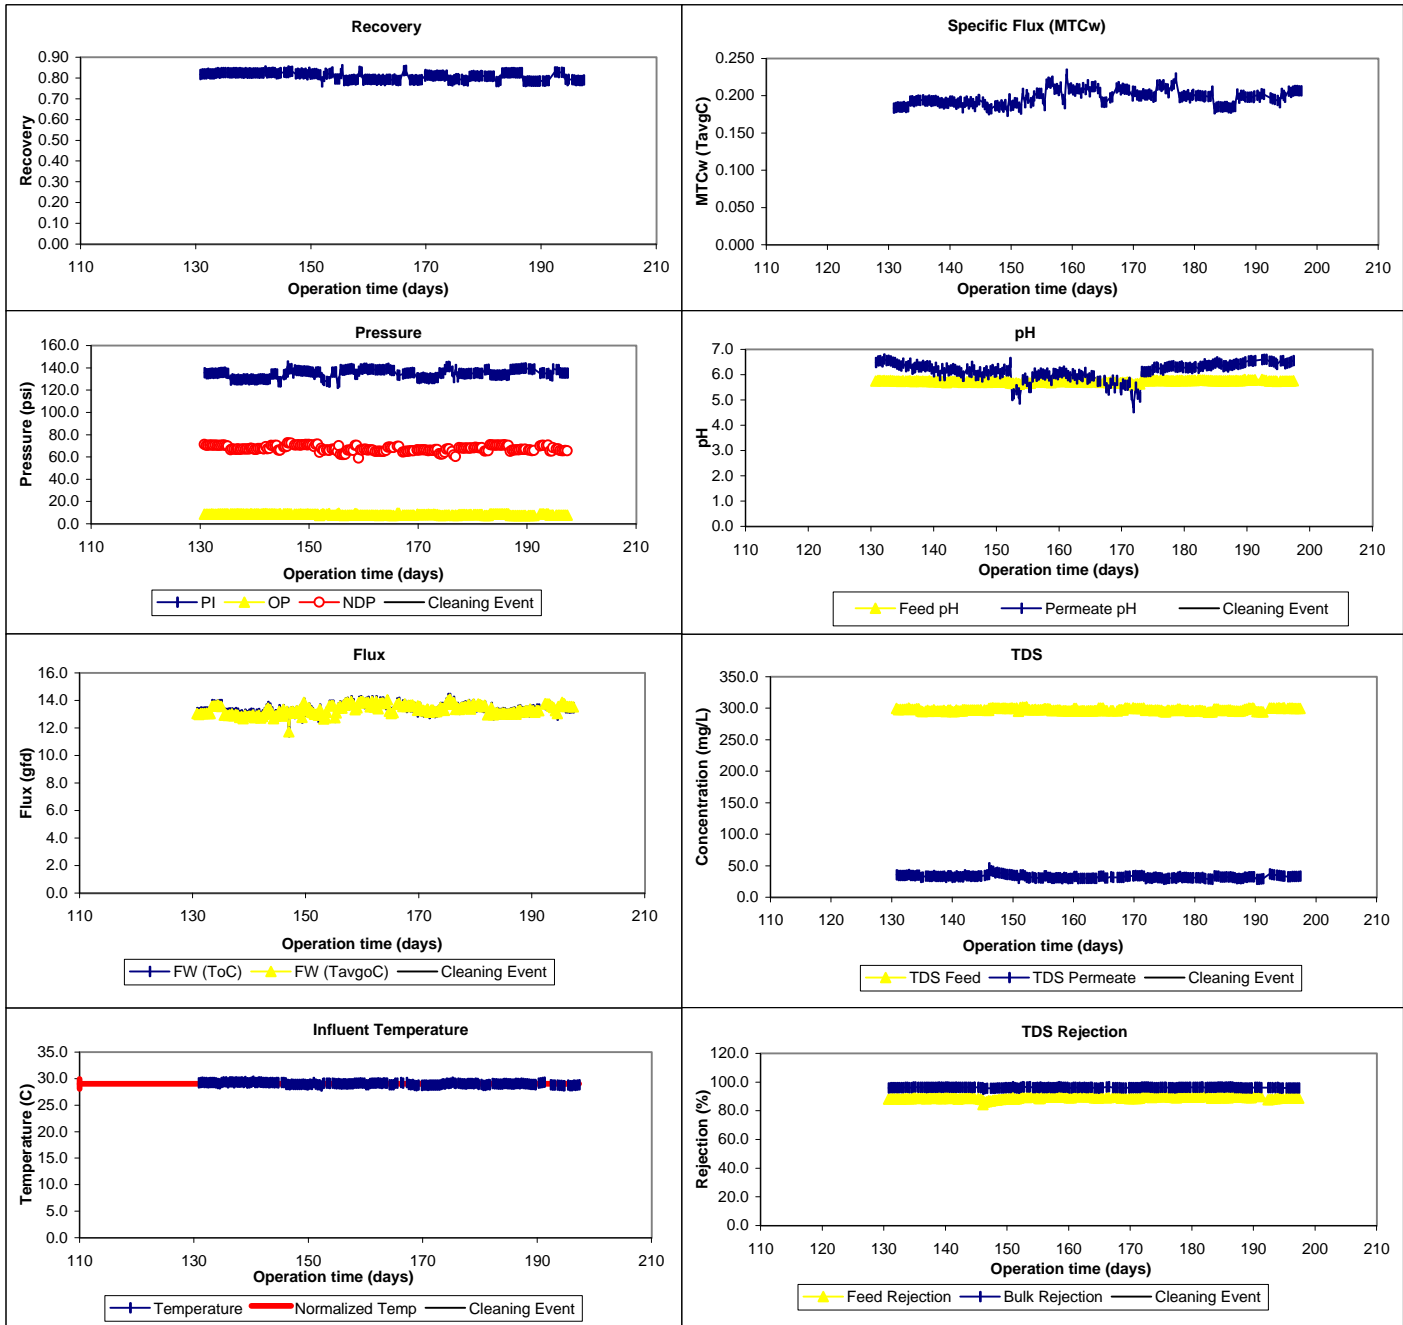 Recovery
0.90
0.80
0.70
0.60
0.50
0.40
0.30
0.20
0.10
0.00
Recovery
110 130 150 170 190 210
Operation time (days)
Specific Flux (MTCw)
0.250
0.200
0.150
0.100
0.050
0.000
MTCw (TavgC)
110 120 130 140 150 160 170 180 190 200 210
Operation time (days)
Pressure
160.0
140.0
120.0
100.0
80.0
60.0
40.0
20.0
0.0
Pressure (psi)
110 130 150 170 190 210
Operation time (days)
PI OP NDP Cleaning Event
pH
7.0
6.0
5.0
4.0
3.0
2.0
1.0
0.0
pH
110 120 130 140 150 160 170 180 190 200 210
Operation time (days)
Feed pH Permeate pH Cleaning Event
Flux
16.0
14.0
12.0
10.0
8.0
6.0
4.0
2.0
0.0
Flux (gfd)
110 130 150 170 190 210
Operation time (days)
FW (ToC) FW (TavgoC) Cleaning Event
TDS
350.0
300.0
250.0
200.0
150.0
100.0
50.0
0.0
Concentration (mg/L)
110 120 130 140 150 160 170 180 190 200 210
Operation time (days)
TDS Feed TDS Permeate Cleaning Event
Influent Temperature
35.0
30.0
25.0
20.0
15.0
10.0
5.0
0.0
Temperature (C)
110 130 150 170 190 210
Operation time (days)
Temperature Normalized Temp Cleaning Event
TDS Rejection
120.0
100.0
80.0
60.0
40.0
20.0
0.0
Rejection (%)
110 120 130 140 150 160 170 180 190 200 210
Operation time (days)
Feed Rejection Bulk Rejection Cleaning Event